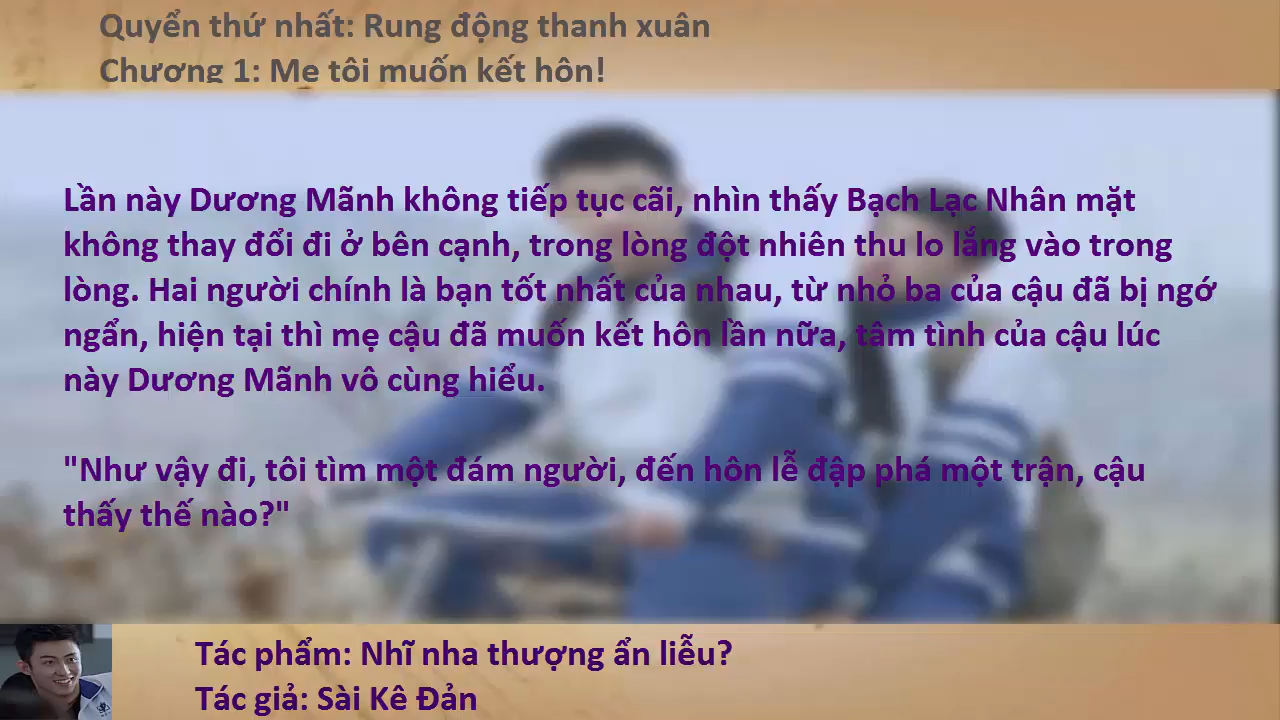 Quyển thứ nhất: Rung động thanh xuân
Chương 1: Mẹ tôi muốn kết hôn!
Lần này Dương Mãnh không tiếp tục cãi, nhìn thấy Bạch Lạc Nhân mặt
không thay đổi đi ở bên cạnh, trong lòng đột nhiên thu lo lắng vào trong
lòng. Hai người chính là bạn tốt nhất của nhau, từ nhỏ ba của cậu đã bị ngớ
ngẩn, hiện tại thì mẹ cậu đã muốn kết hôn lần nữa, tâm tình của cậu lúc
này Dương Mãnh vô cùng hiểu.
"Như vậy đi, tôi tìm một đám người, đến hôn lễ đập phá một trận, cậu
thấy thế nào?"
Tác phẩm: Nhĩ nha thượng ẩn liễu?
Tác giả: Sài Kê Đản